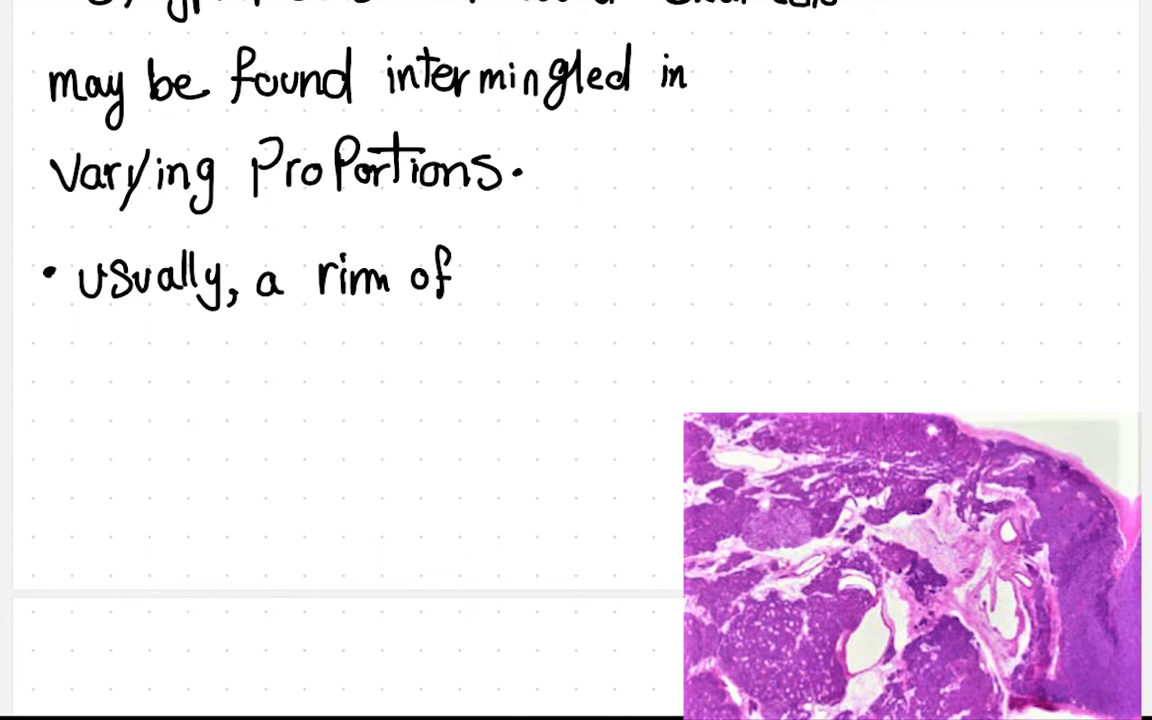 may be found intermingled in
varying Proportions.
• usually, a rim of